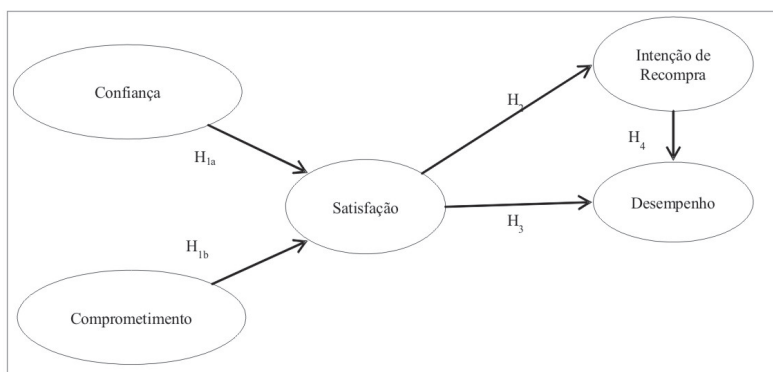 Intenção de
Recompra
Confiança
H2
H4
H1a
Satisfação
Desempenho
H3
H1b
Comprometimento